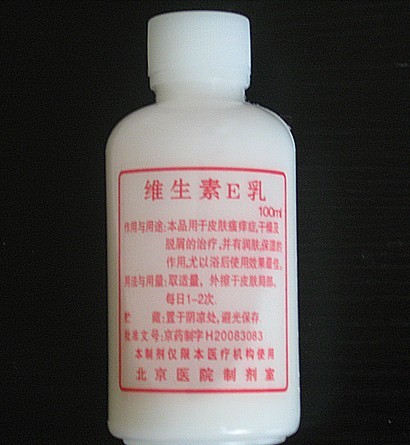 维生素E乳
100ml
作用与用途:本品用于皮肤瘙痒症,干燥及
脱屑的治疗,并有润肤,保湿的
作用,尤以浴后使用效果最佳.
用法与用量:取适量,外擦于皮肤局部,
每日1-2次.
贮 藏:置于阴凉处,避光保存.
批准文号:京药制字H20083083
本制剂仅限本医疗机构使用
北京医院制剂室